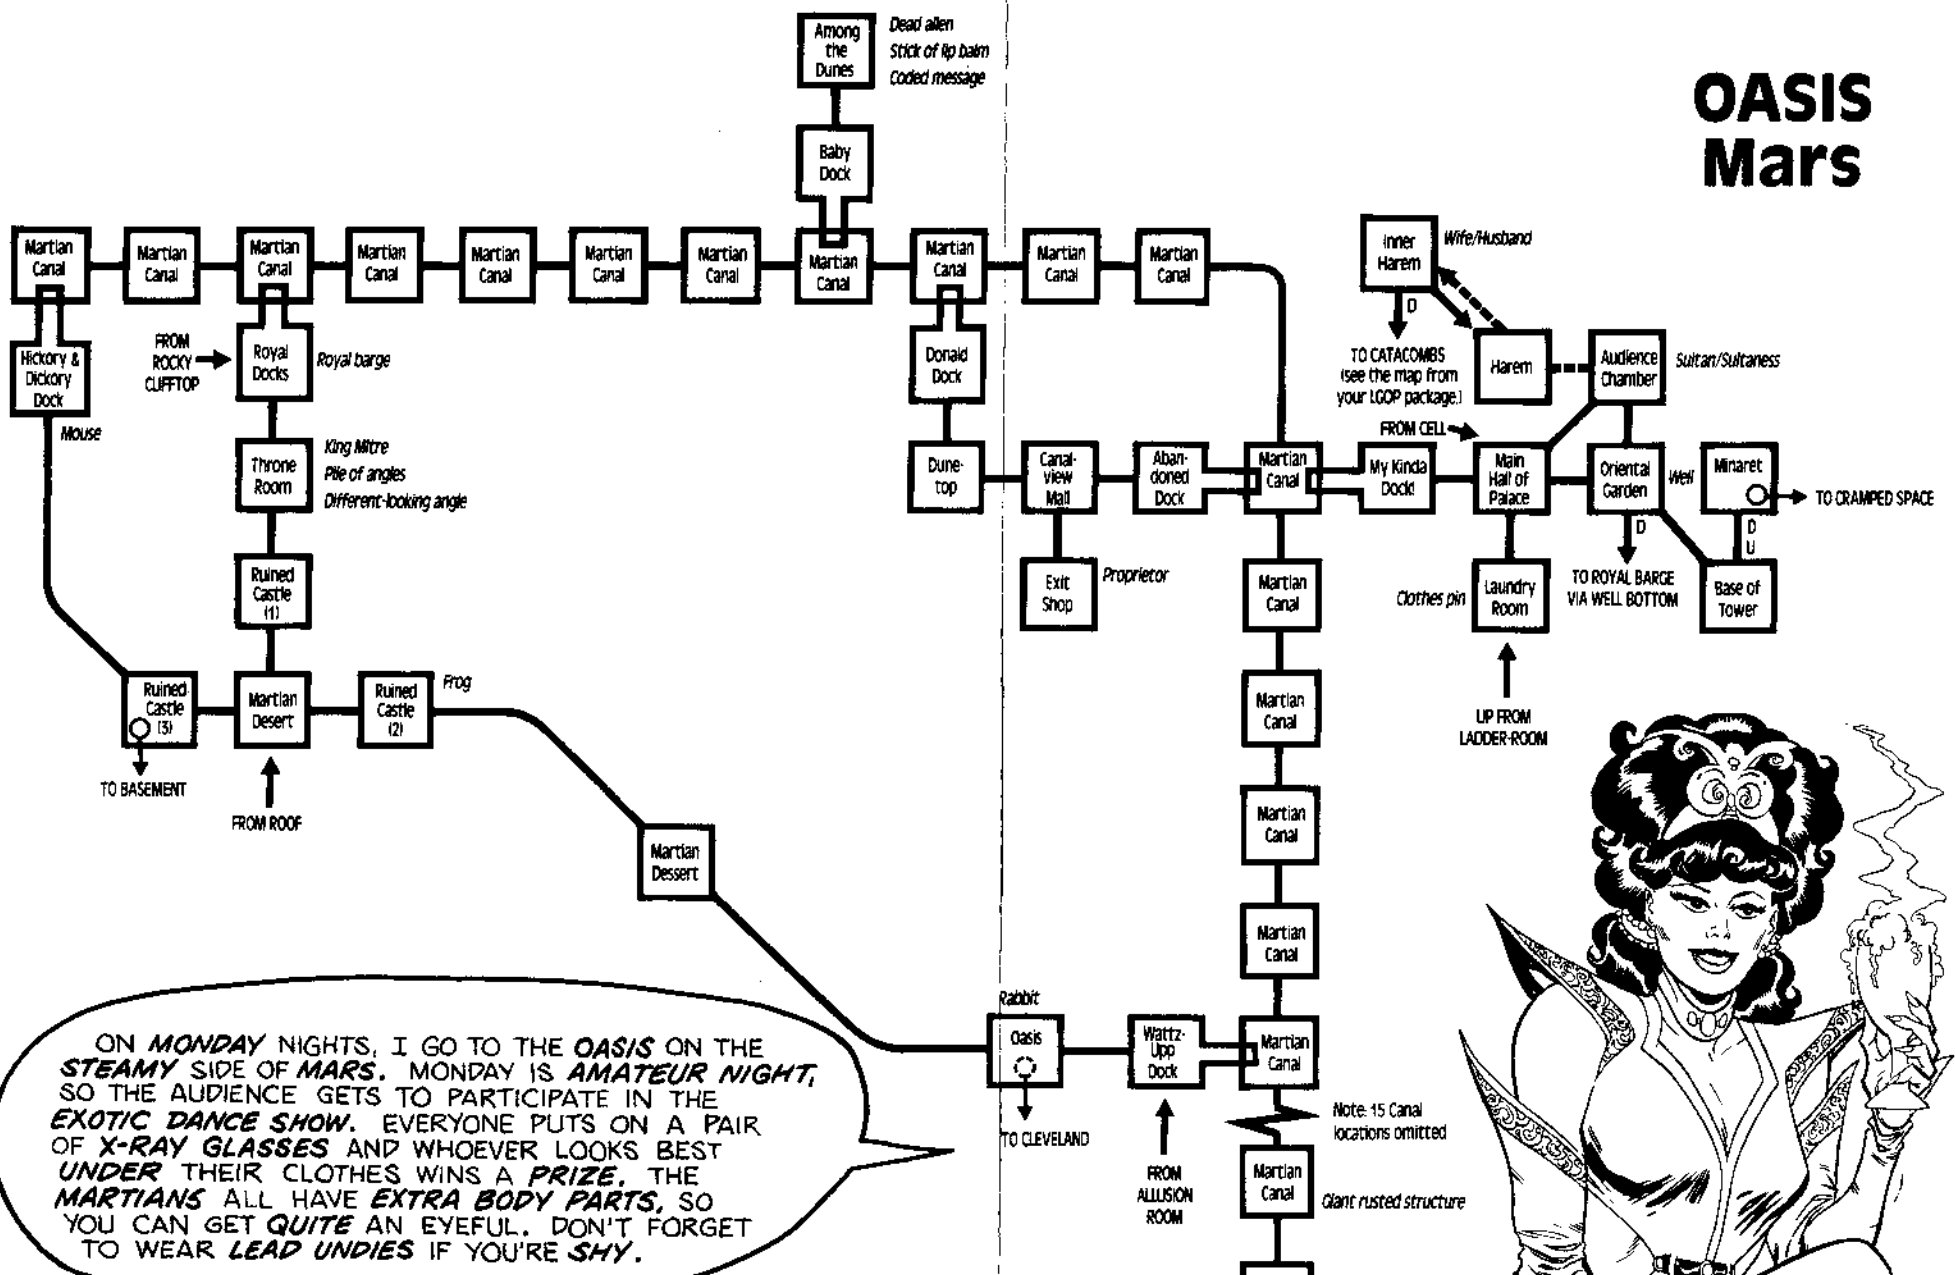 OASIS
Mars
Among
the
Dunes
Dead alien
Stick of lip balm
Coded message
Baby
Dock
Martian
Canal
Martian
Canal
Martian
Canal
Martian
Canal
Martian
Canal
Martian
Canal
Martian
Canal
Martian
Canal
Martian
Canal
Martian
Canal
Martian
Canal
Inner
Harem
Wife/Husband
D
TO CATACOMBS
(see the map from
your LGOP package.)
Harem
Audience
Chamber
Sultan/Sultaness
Hickory &
Dickory
Dock
Mouse
FROM
ROCKY
CLIFFTOP
Royal
Docks
Royal barge
Donald
Dock
Throne
Room
King Mitre
Pile of angles
Different-looking angle
Dune-
top
Canal-
view
Mall
Aban-
doned
Dock
Martian
Canal
My Kinda
Dock!
FROM CELL
Main
Hall of
Palace
Oriental
Garden
Well
D
TO ROYAL BARGE
VIA WELL BOTTOM
Minaret
TO CRAMPED SPACE
D
U
Base of
Tower
Ruined
Castle
(1)
Exit
Shop
Proprietor
Martian
Canal
Clothes pin
Laundry
Room
UP FROM
LADDER-ROOM
Ruined
Castle
(3)
TO BASEMENT
Martian
Desert
FROM ROOF
Ruined
Castle
(2)
Frog
Martian
Canal
Martian
Dessert
Martian
Canal
Martian
Canal
Rabbit
Oasis
TO CLEVELAND
Wattz-
Upp
Dock
FROM
ALLUSION
ROOM
Martian
Canal
Note: 15 Canal
locations omitted
Martian
Canal
Giant rusted structure
ON MONDAY NIGHTS, I GO TO THE OASIS ON THE
STEAMY SIDE OF MARS. MONDAY IS AMATEUR NIGHT,
SO THE AUDIENCE GETS TO PARTICIPATE IN THE
EXOTIC DANCE SHOW. EVERYONE PUTS ON A PAIR
OF X-RAY GLASSES AND WHOEVER LOOKS BEST
UNDER THEIR CLOTHES WINS A PRIZE. THE
MARTIANS ALL HAVE EXTRA BODY PARTS, SO
YOU CAN GET QUITE AN EYEFUL. DON'T FORGET
TO WEAR LEAD UNDIES IF YOU'RE SHY.